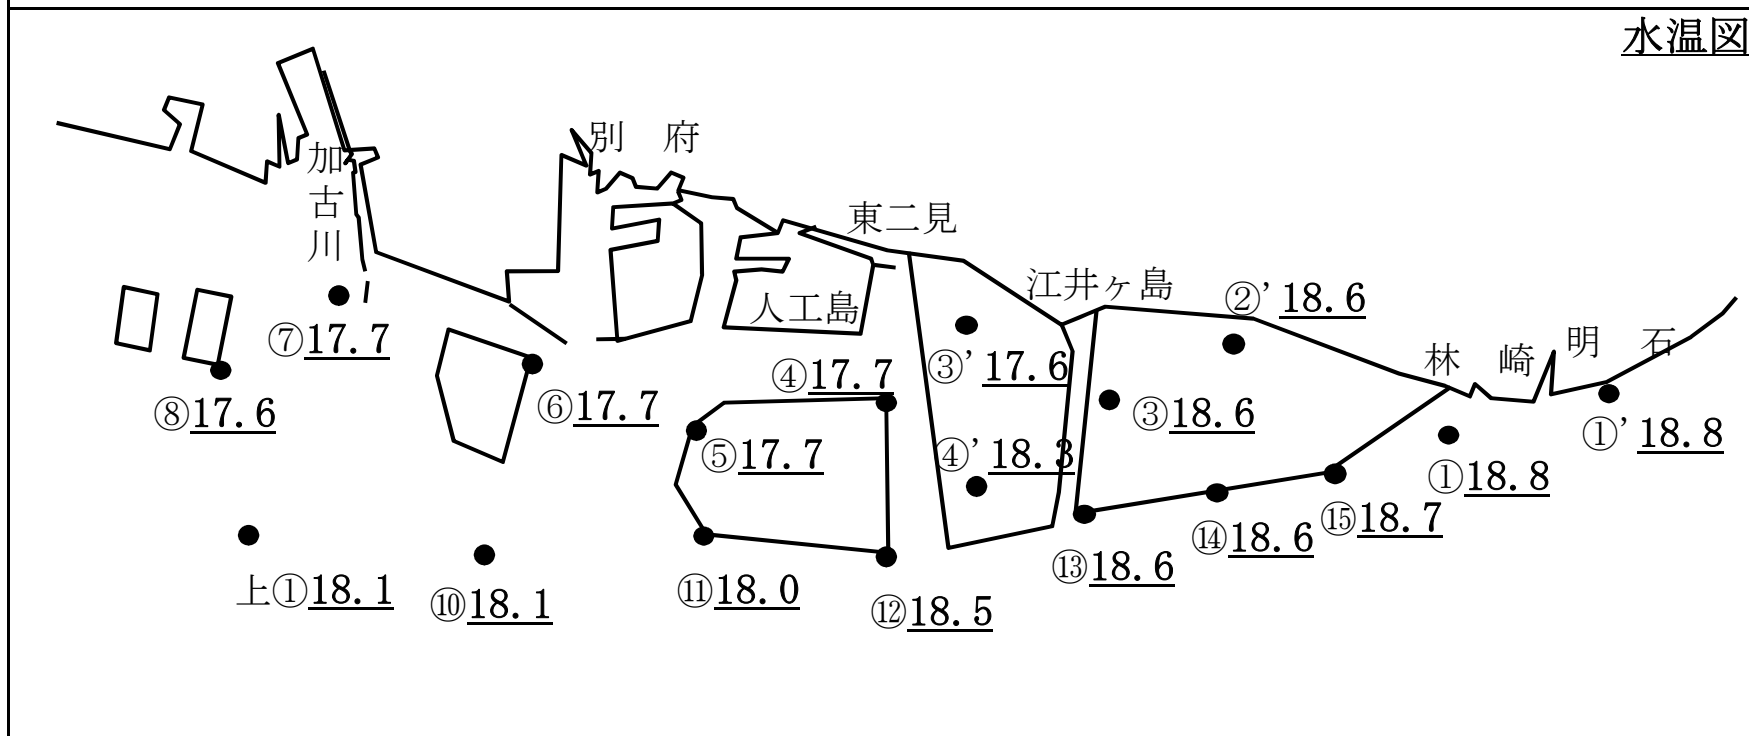 水温図
別 府
加古川
東二見
江井ヶ島
②’18.6
人工島
⑦17.7
林 崎
明 石
④17.7
③’17.6
⑧17.6
⑥17.7
③18.6
①’18.8
⑤17.7
④’18.3
①18.8
⑮18.7
⑭18.6
⑬18.6
上①18.1
⑩18.1
⑪18.0
⑫18.5